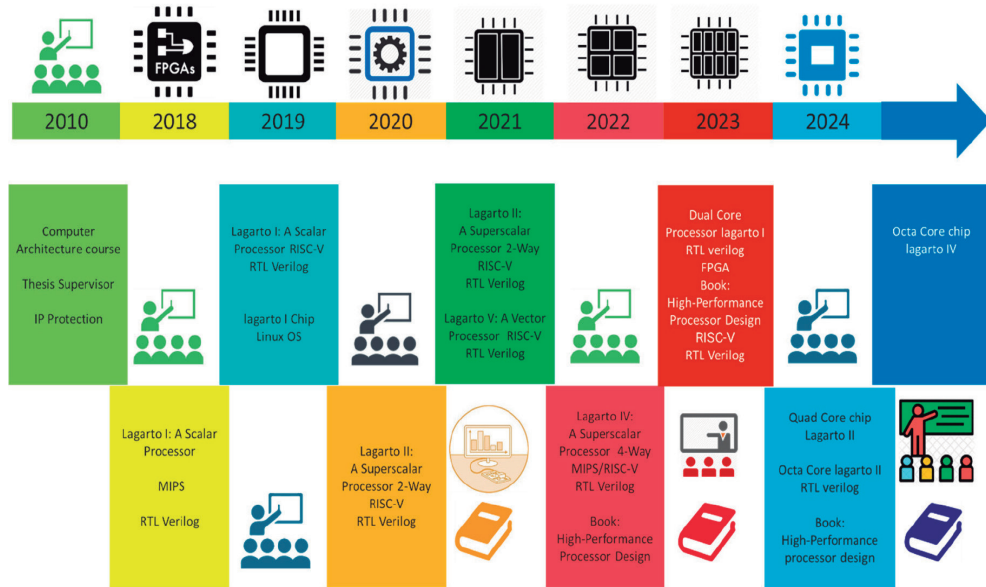 FPGAs
2010
2018
2019
2020
2021
2022
2023
2024
Computer
Architecture course
Thesis Supervisor
IP Protection
Lagarto I: A Scalar
Processor
MIPS
RTL Verilog
Lagarto I: A Scalar
Processor RISC-V
RTL Verilog
lagarto I Chip
Linux OS
Lagarto II:
A Superscalar
Processor 2-Way
RISC-V
RTL Verilog
Lagarto II:
A Superscalar
Processor 2-Way
RISC-V
RTL Verilog
Lagarto V: A Vector
Processor RISC-V
RTL Verilog
Lagarto IV:
A Superscalar
Processor 4-Way
MIPS/RISC-V
RTL Verilog
Book:
High-Performance
Processor Design
Dual Core
Processor lagarto I
RTL verilog
FPGA
Book:
High-Performance
Processor Design
RISC-V
RTL Verilog
Quad Core chip
Lagarto II
Octa Core lagarto II
RTL verilog
Book:
High-Performance
processor design
Octa Core chip
lagarto IV